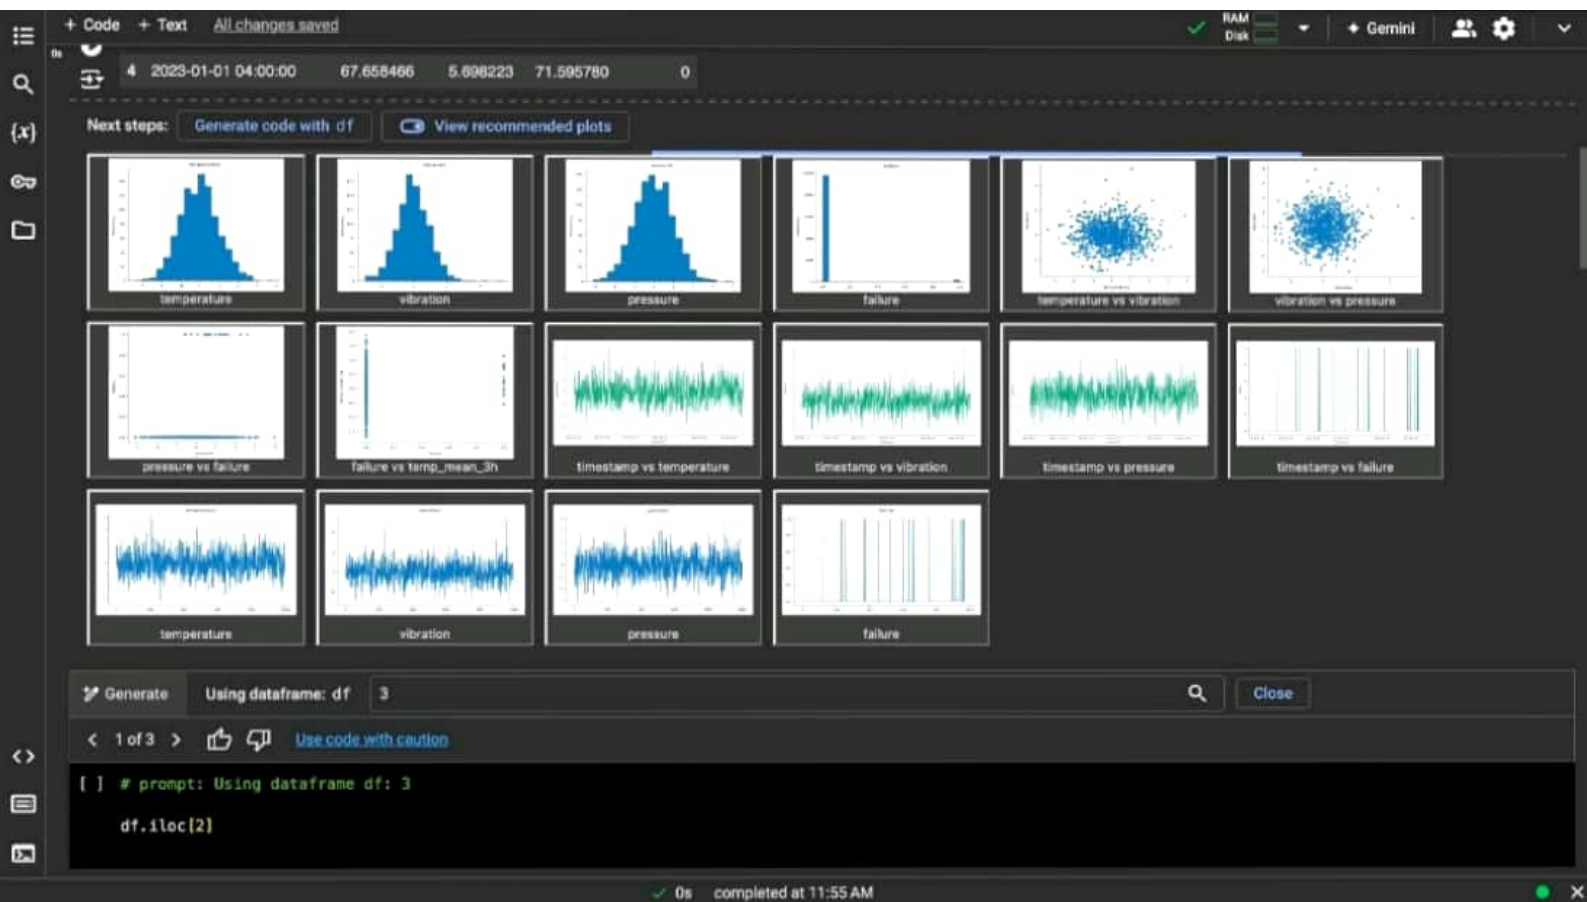 + Code + Text All changes saved
RAM
Disk
Gemini
0s
4 2023-01-01 04:00:00 67.658466 5.698223 71.595780 0
Next steps: Generate code with df View recommended plots
{x}
temperature vibration pressure failure temperature vs vibration vibration vs pressure
pressure vs failure failure vs temp_mean_3h timestamp vs temperature timestamp vs vibration timestamp vs pressure timestamp vs failure
temperature vibration pressure failure
Generate Using dataframe: df 3 Close
< 1 of 3 > Use code with caution
[ ] # prompt: Using dataframe df: 3
df.iloc[2]
0s completed at 11:55 AM